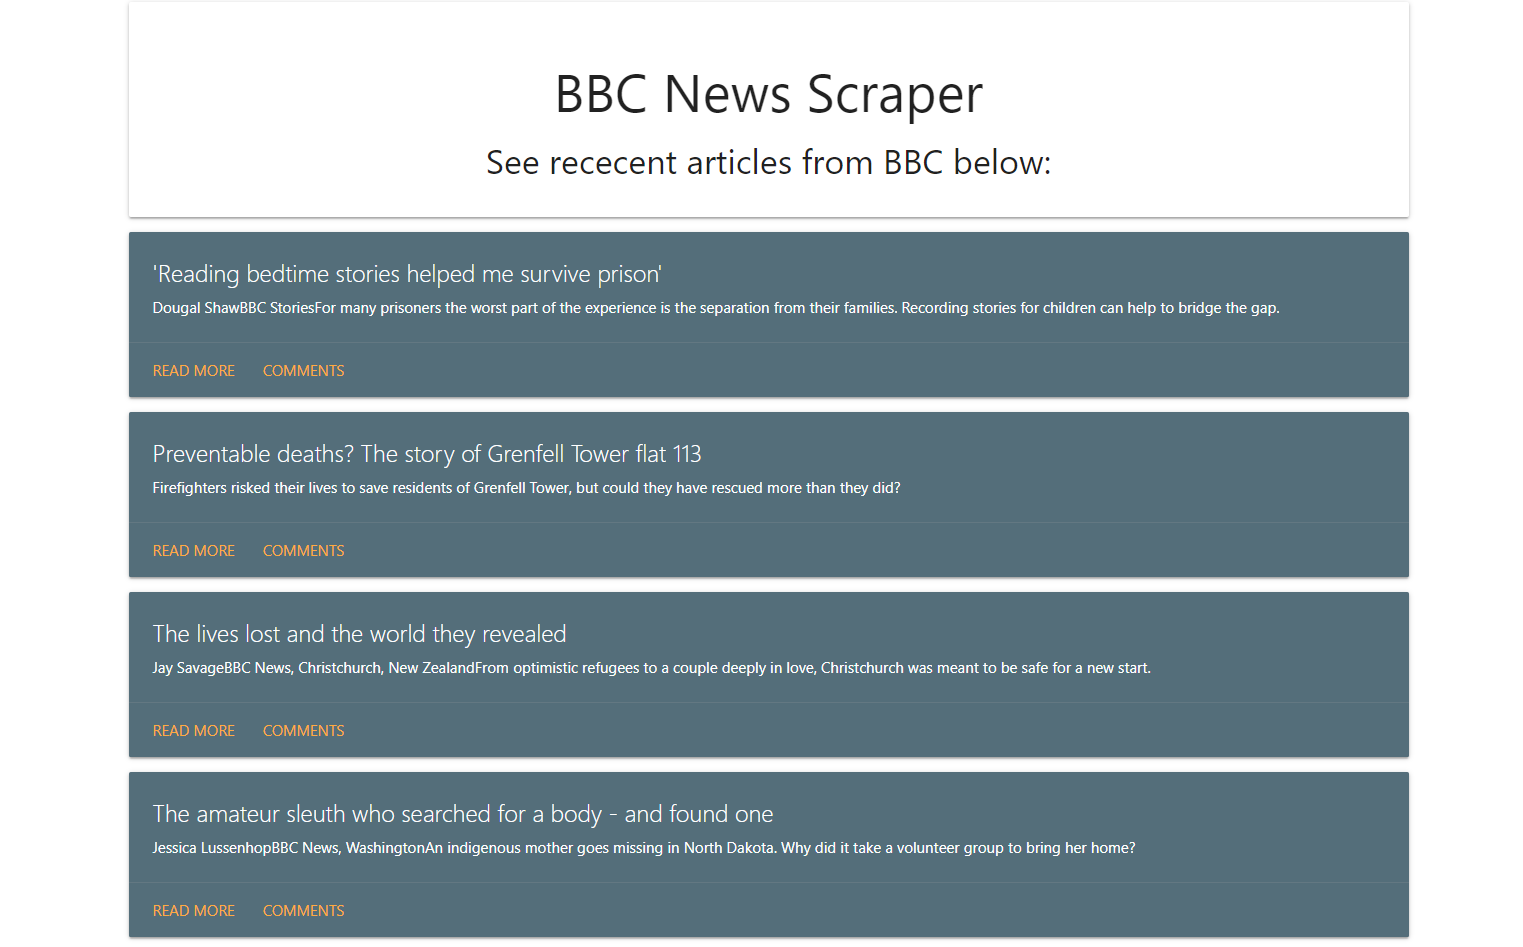 BBC News Scraper
See rececent articles from BBC below:
'Reading bedtime stories helped me survive prison'
Dougal ShawBBC StoriesFor many prisoners the worst part of the experience is the separation from their families. Recording stories for children can help to bridge the gap.
READ MORE COMMENTS
Preventable deaths? The story of Grenfell Tower flat 113
Firefighters risked their lives to save residents of Grenfell Tower, but could they have rescued more than they did?
READ MORE COMMENTS
The lives lost and the world they revealed
Jay SavageBBC News, Christchurch, New ZealandFrom optimistic refugees to a couple deeply in love, Christchurch was meant to be safe for a new start.
READ MORE COMMENTS
The amateur sleuth who searched for a body - and found one
Jessica LussenhopBBC News, WashingtonAn indigenous mother goes missing in North Dakota. Why did it take a volunteer group to bring her home?
READ MORE COMMENTS